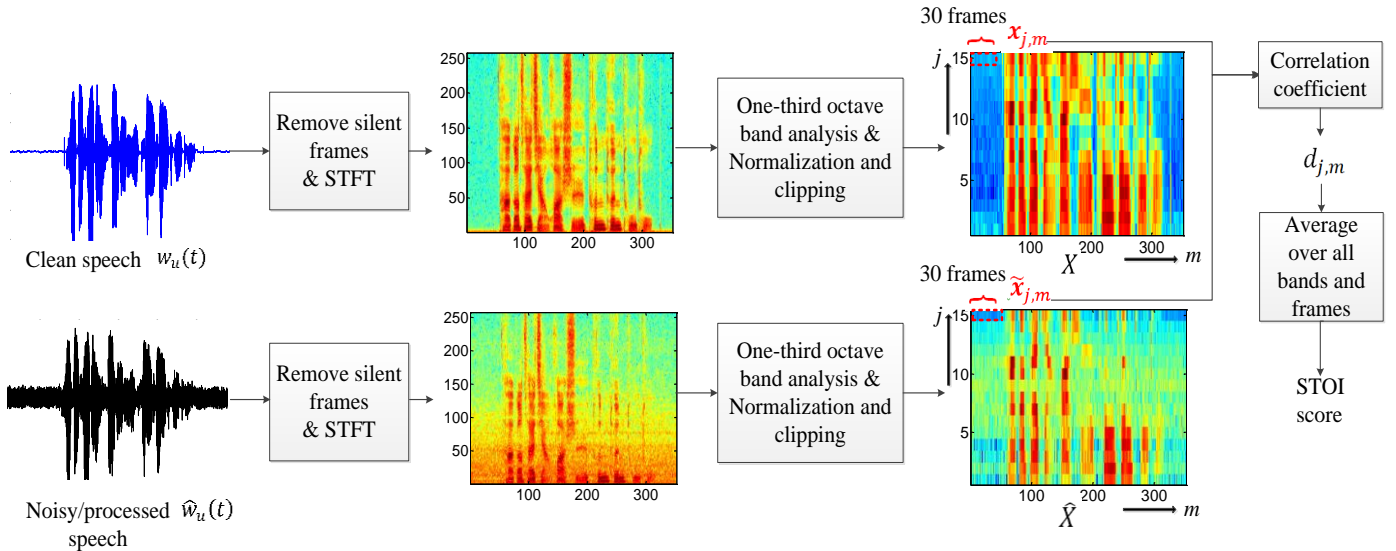 30 frames
x_{j,m}
j
15
10
5
100
200
300
X
m
250
200
150
100
50
100
200
300
Clean speech w_u(t)
Remove silent
frames
& STFT
One-third octave
band analysis &
Normalization and
clipping
Correlation
coefficient
d_{j,m}
Average
over all
bands and
frames
STOI
score
30 frames
x̃_{j,m}
j
15
10
5
100
200
300
X̂
m
250
200
150
100
50
100
200
300
Noisy/processed ŵ_u(t)
speech
Remove silent
frames
& STFT
One-third octave
band analysis &
Normalization and
clipping